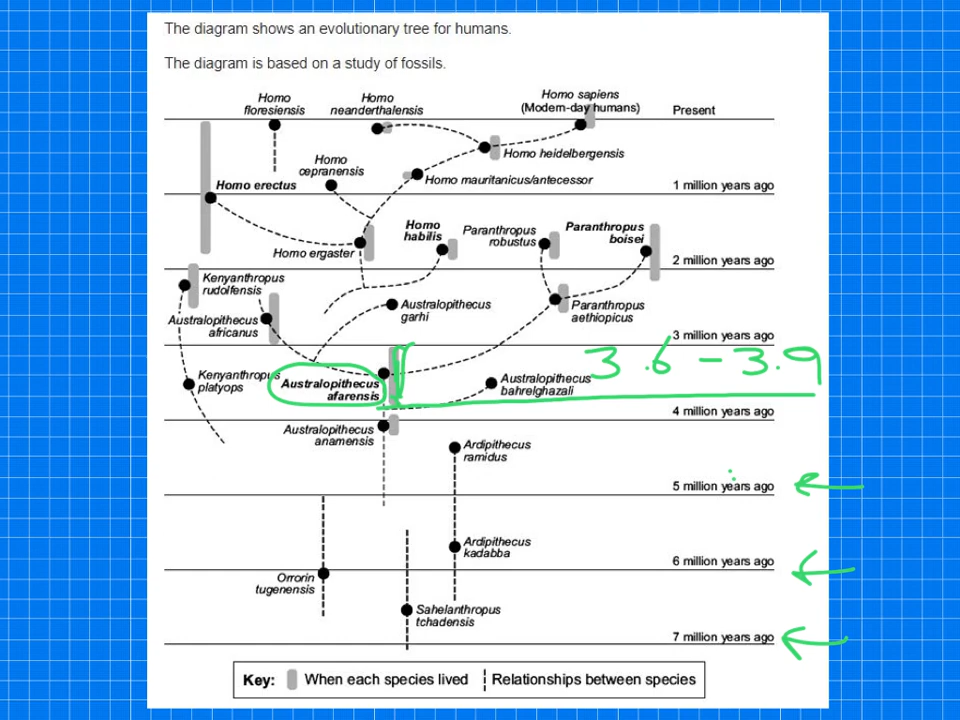 The diagram shows an evolutionary tree for humans.
The diagram is based on a study of fossils.
Homo
floresiensis
Homo
neanderthalensis
Homo sapiens
(Modern-day humans)
Present
Homo heidelbergensis
Homo
cepranensis
Homo mauritanicus/antecessor
Homo erectus
1 million years ago
Homo
habilis
Paranthropus
robustus
Paranthropus
boisei
Homo ergaster
2 million years ago
Kenyanthropus
rudolfensis
Australopithecus
garhi
Paranthropus
aethiopicus
Australopithecus
africanus
3 million years ago
3.6 - 3.9
Kenyanthropus
platyops
Australopithecus
afarensis
Australopithecus
bahrelghazali
4 million years ago
Australopithecus
anamensis
Ardipithecus
ramidus
5 million years ago
Ardipithecus
kadabba
6 million years ago
Orrorin
tugenensis
Sahelanthropus
tchadensis
7 million years ago
Key: When each species lived Relationships between species